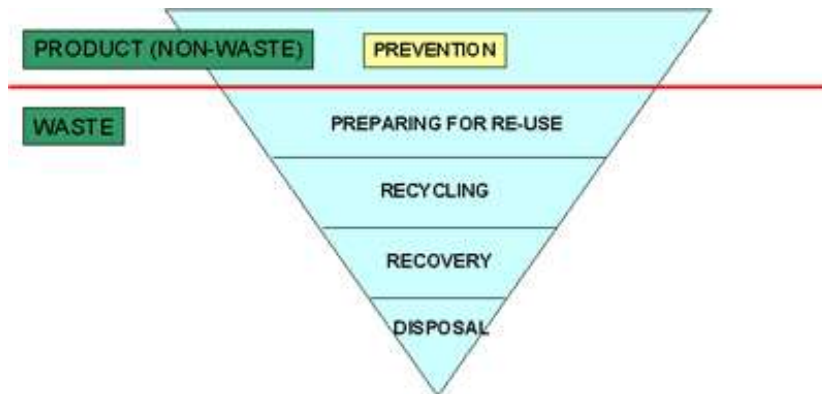 PRODUCT (NON-WASTE)
PREVENTION
WASTE
PREPARING FOR RE-USE
RECYCLING
RECOVERY
DISPOSAL